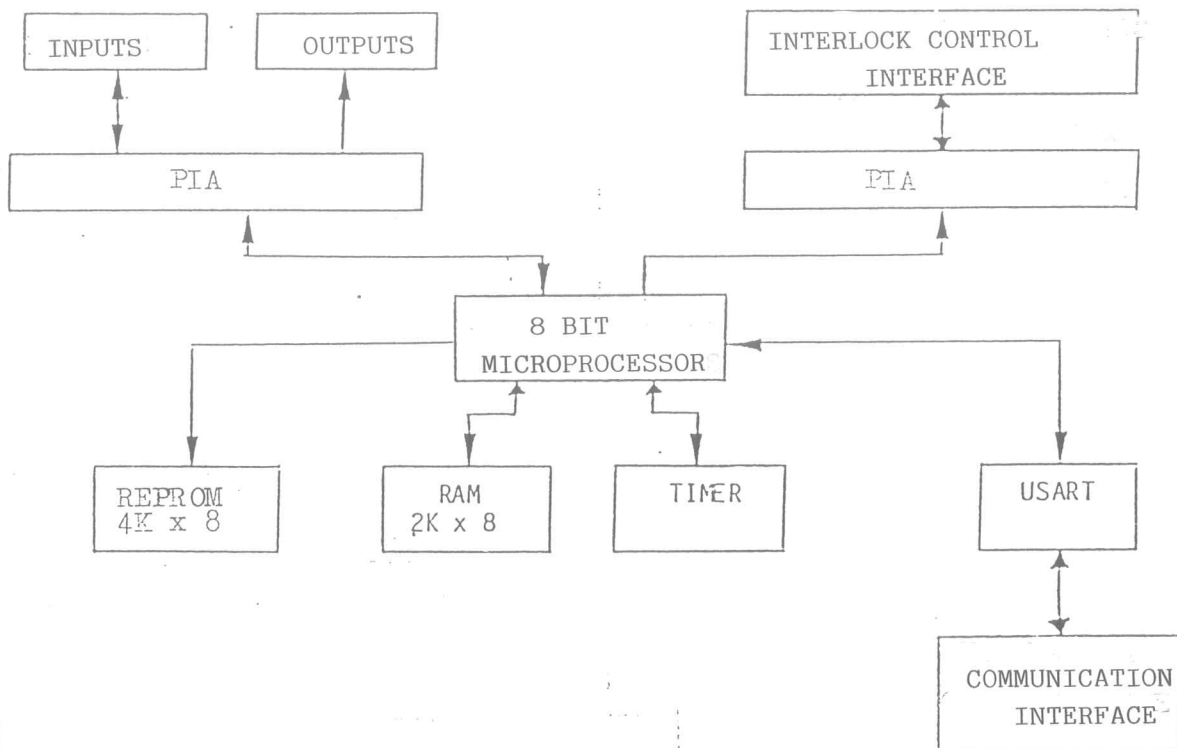 INPUTS
OUTPUTS
INTERLOCK CONTROL
INTERFACE
PIA
PIA
8 BIT
MICROPROCESSOR
REPROM
4K x 8
RAM
2K x 8
TIMER
USART
COMMUNICATION
INTERFACE